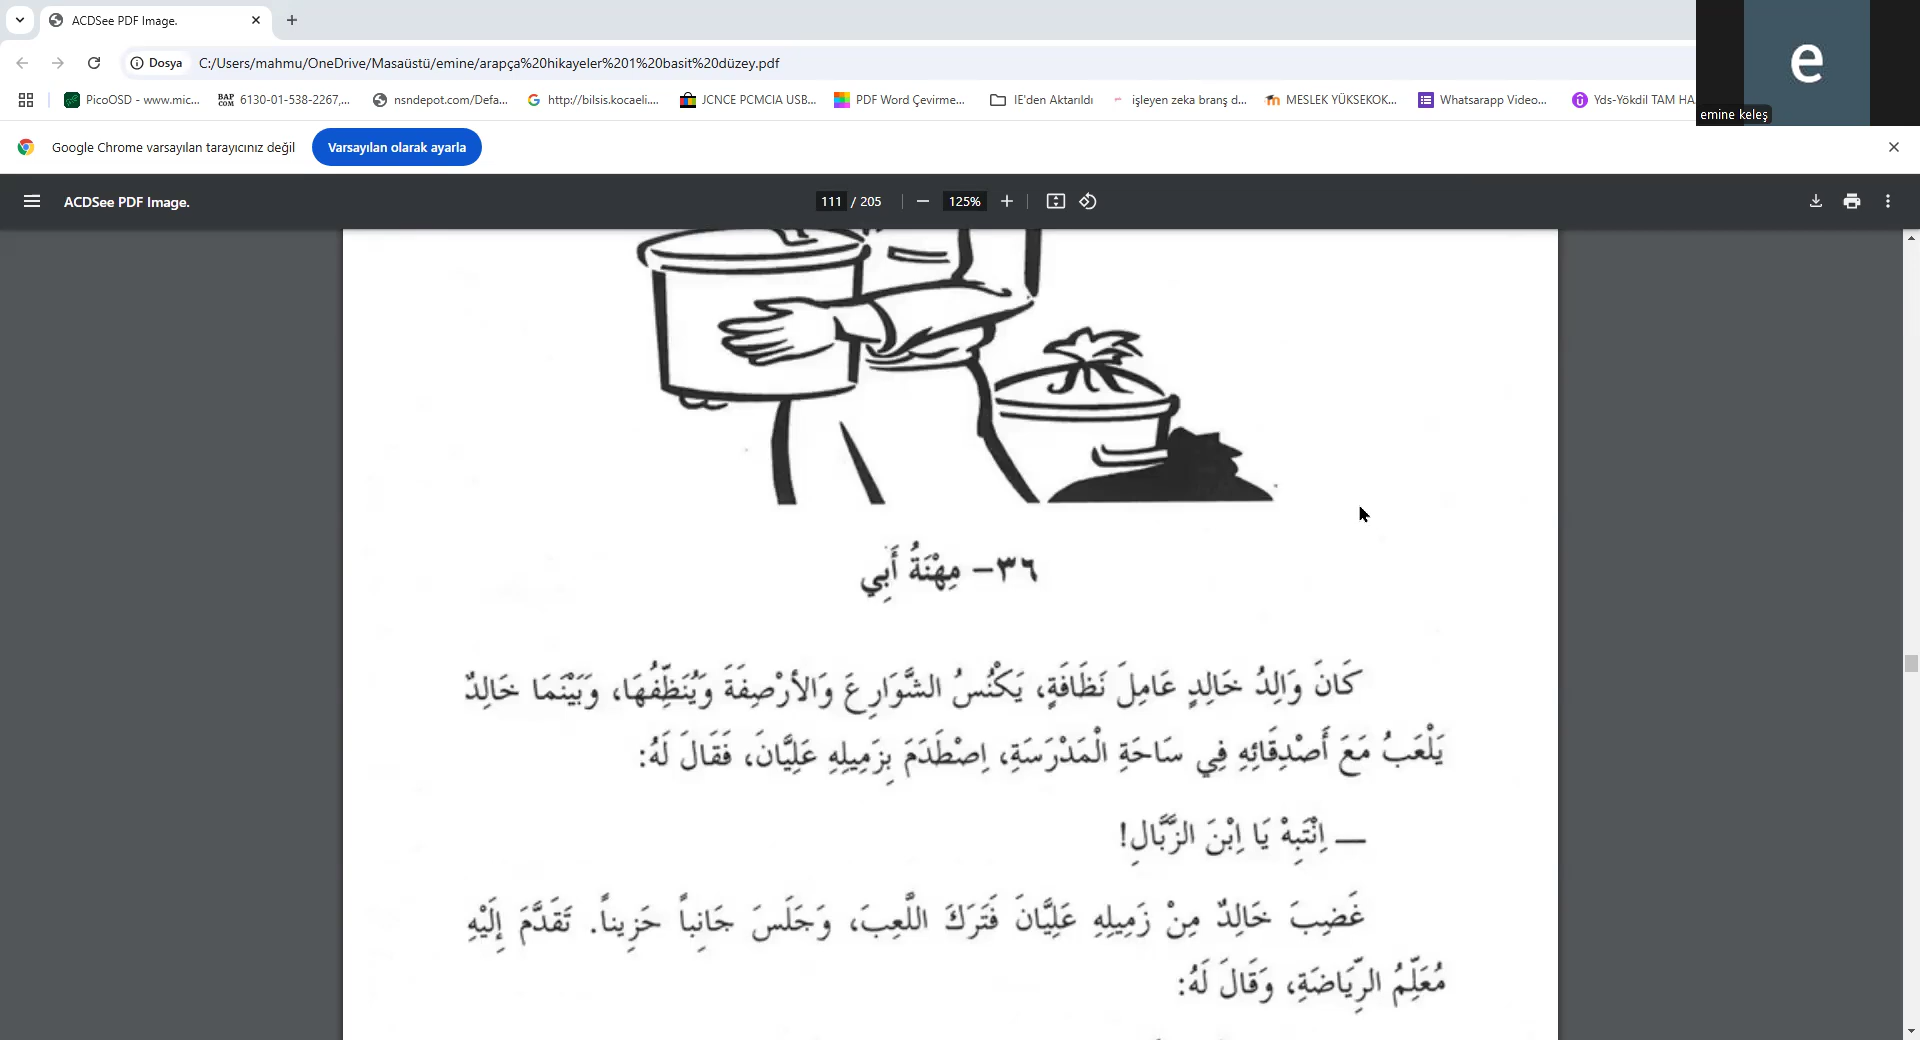 ACDSee PDF Image.
Dosya
C:/Users/mahmu/OneDrive/Masaüstü/emine/arapça%20hikayeler%201%20basit%20düzey.pdf
e
emine keleş
PicoOSD - www.mic...
BAP COM 6130-01-538-2267,...
nsndepot.com/Defa...
http://bilsis.kocaeli....
JCNCE PCMCIA USB...
PDF Word Çevirme...
IE'den Aktarıldı
işleyen zeka branş d...
MESLEK YÜKSEKOK...
Whatsarapp Video...
Yds-Yökdil TAM HA
Google Chrome varsayılan tarayıcınız değil
Varsayılan olarak ayarla
ACDSee PDF Image.
111 / 205
125%
٣٦- مِهْنَةُ أَبِي
كَانَ وَالِدُ خَالِدٍ عَامِلَ نَظَافَةٍ، يَكْنُسُ الشَّوَارِعَ وَالأَرْصِفَةَ وَيُنَظِّفُهَا، وَبَيْنَمَا خَالِدٌ
يَلْعَبُ مَعَ أَصْدِقَائِهِ فِي سَاحَةِ الْمَدْرَسَةِ، اِصْطَدَمَ بِزَمِيلِهِ عَلِيَّانَ، فَقَالَ لَهُ:
— اِنْتَبِهْ يَا اِبْنَ الزَّبَّالِ!
غَضِبَ خَالِدٌ مِنْ زَمِيلِهِ عَلِيَّانَ فَتَرَكَ اللَّعِبَ، وَجَلَسَ جَانِباً حَزِيناً. تَقَدَّمَ إِلَيْهِ
مُعَلِّمُ الرِّيَاضَةِ، وَقَالَ لَهُ: